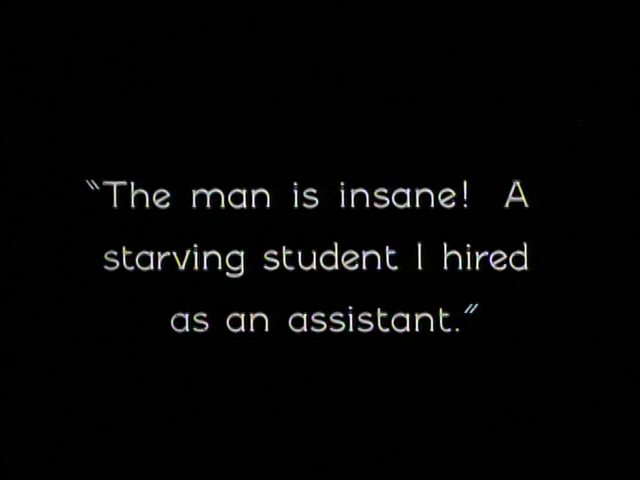 "The man is insane!  A
starving student I hired
as an assistant."